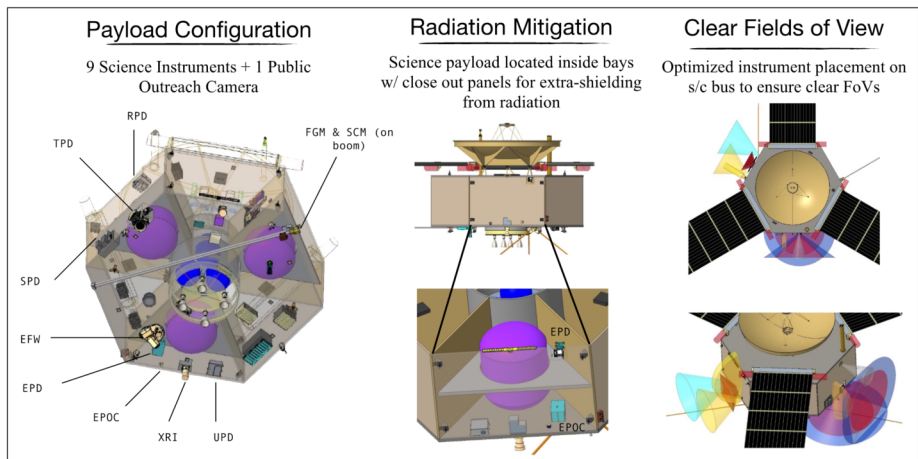 Payload Configuration
9 Science Instruments + 1 Public
Outreach Camera
RPD
TPD
FGM & SCM (on
boom)
SPD
EFW
EPD
EPOC
XRI
UPD
Radiation Mitigation
Science payload located inside bays
w/ close out panels for extra-shielding
from radiation
EPD
EPOC
Clear Fields of View
Optimized instrument placement on
s/c bus to ensure clear FoVs